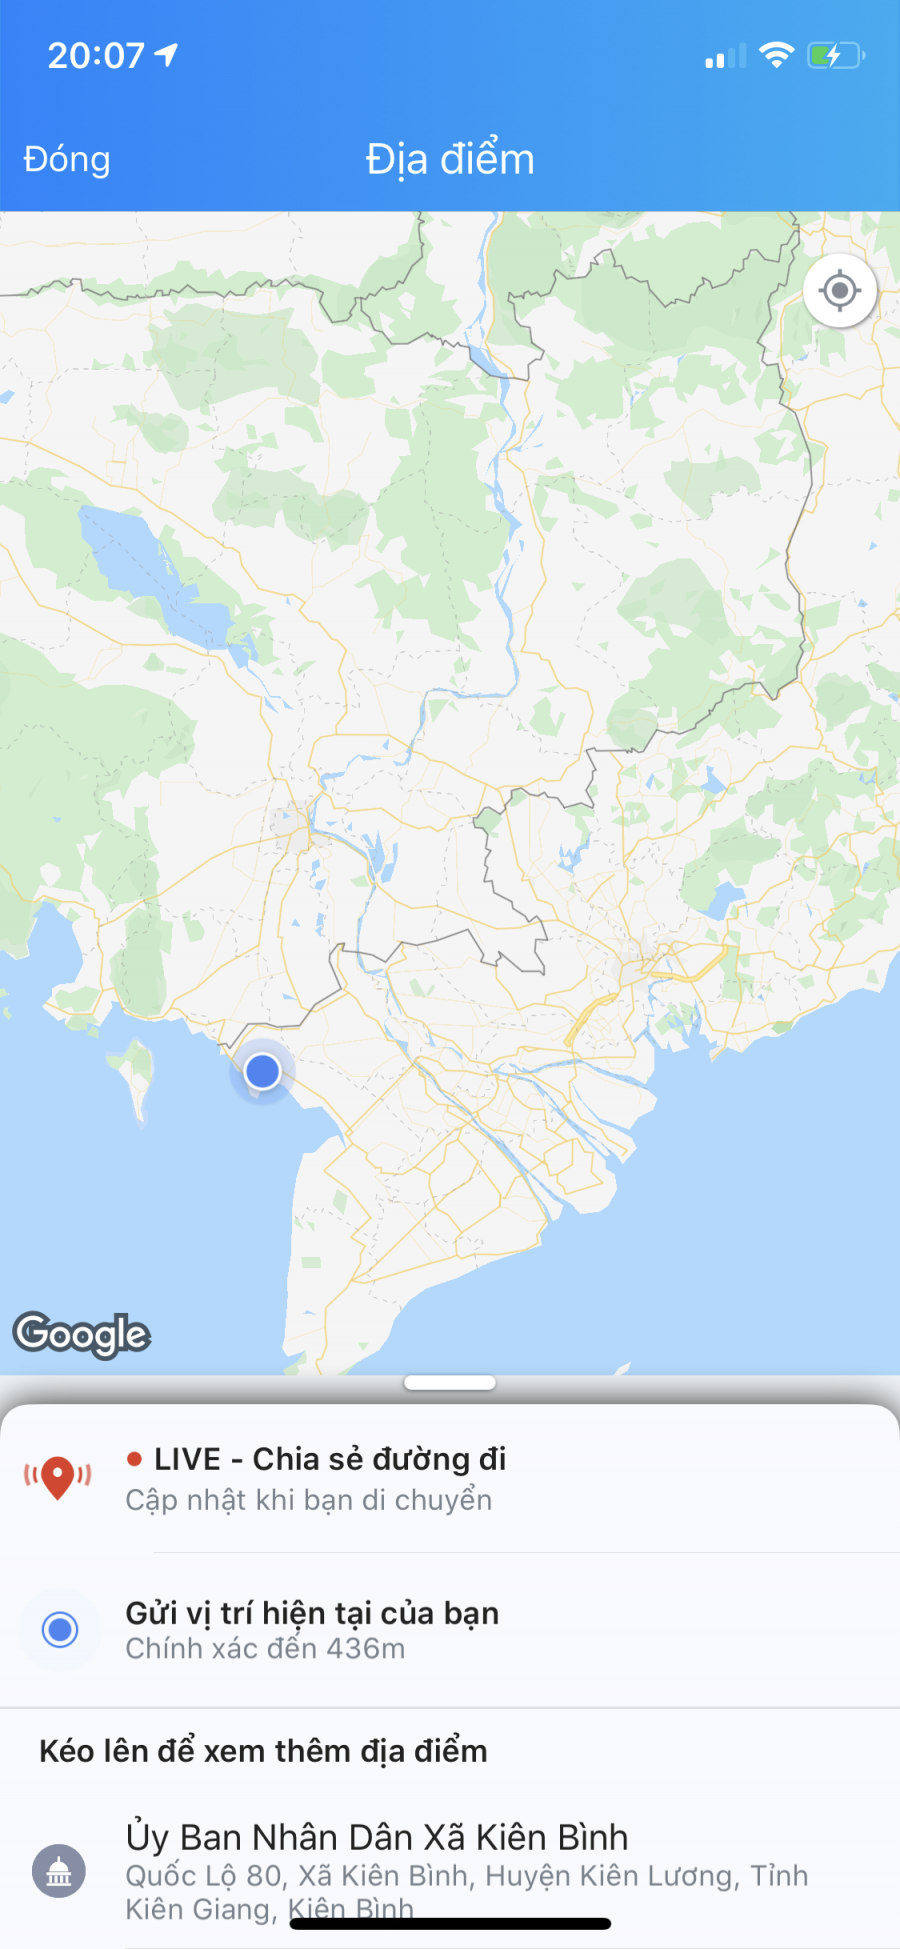 20:07
Đóng
Địa điểm
Google
LIVE - Chia sẻ đường đi
Cập nhật khi bạn di chuyển
Gửi vị trí hiện tại của bạn
Chính xác đến 436m
Kéo lên để xem thêm địa điểm
Ủy Ban Nhân Dân Xã Kiên Bình
Quốc Lộ 80, Xã Kiên Bình, Huyện Kiên Lương, Tỉnh
Kiên Giang, Kiên Bình